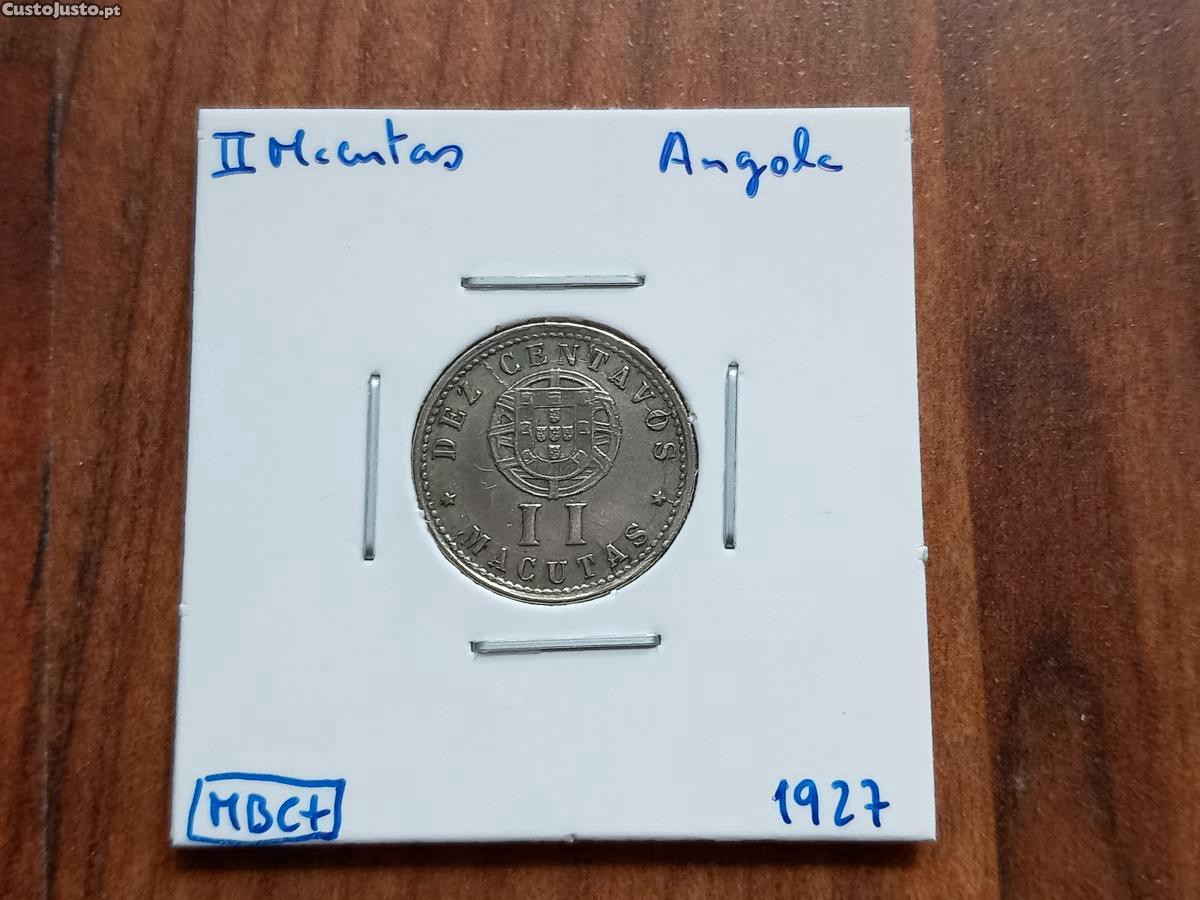 CustoJusto.pt
II Macutas
Angola
DEZ CENTAVOS
II
MACUTAS
MBC+
1927